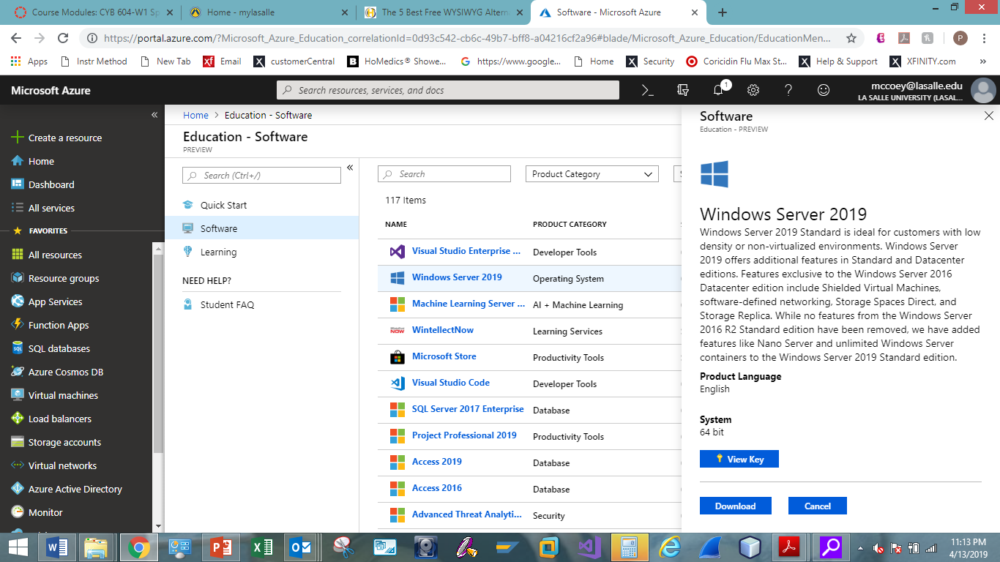 Course Modules: CYB 604-W1 Sp
Home - mylasalle
The 5 Best Free WYSIWYG Altern
Software - Microsoft Azure
https://portal.azure.com/?Microsoft_Azure_Education_correlationId=0d93c542-cb6c-49b7-bff8-a04216cf2a96#blade/Microsoft_Azure_Education/EducationMen...
P
Apps
Instr Method
New Tab
xf Email
X customerCentral
B HoMedics® Showe...
G https://www.google...
Home
X Security
Coricidin Flu Max St...
X Help & Support
X XFINITY.com
»
Microsoft Azure
Search resources, services, and docs
1
mccoey@lasalle.edu
LA SALLE UNIVERSITY (LASAL...
«
Create a resource
Home
Dashboard
All services
FAVORITES
All resources
Resource groups
App Services
Function Apps
SQL databases
Azure Cosmos DB
Virtual machines
Load balancers
Storage accounts
Virtual networks
Azure Active Directory
Monitor
Home > Education - Software
Education - Software
PREVIEW
Search (Ctrl+/)
«
Quick Start
Software
Learning
NEED HELP?
Student FAQ
Search
Product Category
117 Items
NAME PRODUCT CATEGORY
Visual Studio Enterprise ... Developer Tools
Windows Server 2019 Operating System
Machine Learning Server ... AI + Machine Learning
WintellectNow Learning Services
Microsoft Store Productivity Tools
Visual Studio Code Developer Tools
SQL Server 2017 Enterprise Database
Project Professional 2019 Productivity Tools
Access 2019 Database
Access 2016 Database
Advanced Threat Analyti... Security
Software
Education - PREVIEW
Windows Server 2019
Windows Server 2019 Standard is ideal for customers with low
density or non-virtualized environments. Windows Server
2019 offers additional features in Standard and Datacenter
editions. Features exclusive to the Windows Server 2016
Datacenter edition include Shielded Virtual Machines,
software-defined networking, Storage Spaces Direct, and
Storage Replica. While no features from the Windows Server
2016 R2 Standard edition have been removed, we have added
features like Nano Server and unlimited Windows Server
containers to the Windows Server 2019 Standard edition.
Product Language
English
System
64 bit
View Key
Download
Cancel
11:13 PM
4/13/2019